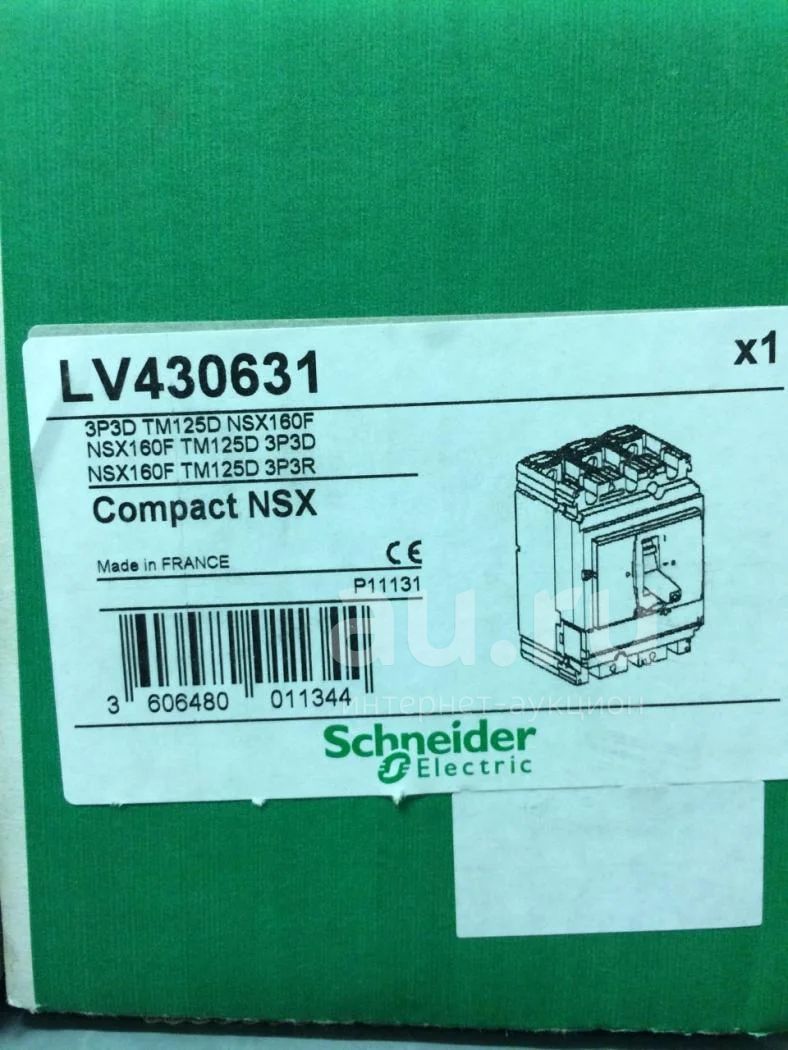 LV430631
x1
3P3D TM125D NSX160F
NSX160F TM125D 3P3D
NSX160F TM125D 3P3R
Compact NSX
Made in FRANCE
CE
P11131
3 606480 011344
au.ru
интернет-аукцион
Schneider
Electric